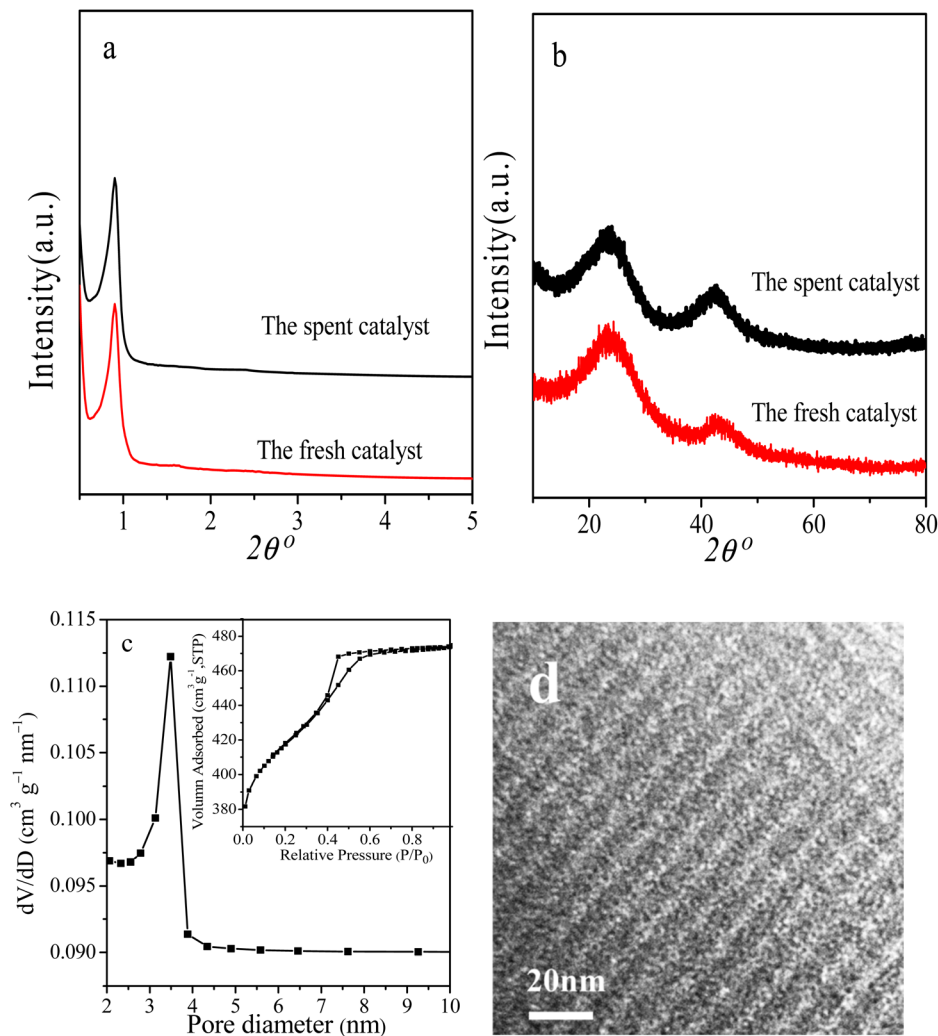 a
Intensity(a.u.)
The spent catalyst
The fresh catalyst
1 2 3 4 5
2θ°
b
Intensity(a.u.)
The spent catalyst
The fresh catalyst
20 40 60 80
2θ°
c
0.115
0.110
0.105
0.100
0.095
0.090
dV/dD (cm³ g⁻¹ nm⁻¹)
2 3 4 5 6 7 8 9 10
Pore diameter (nm)
480
460
440
420
400
380
Volumn Adsorbed (cm³ g⁻¹,STP)
0.0 0.2 0.4 0.6 0.8 1.0
Relative Pressure (P/P₀)
d
20nm